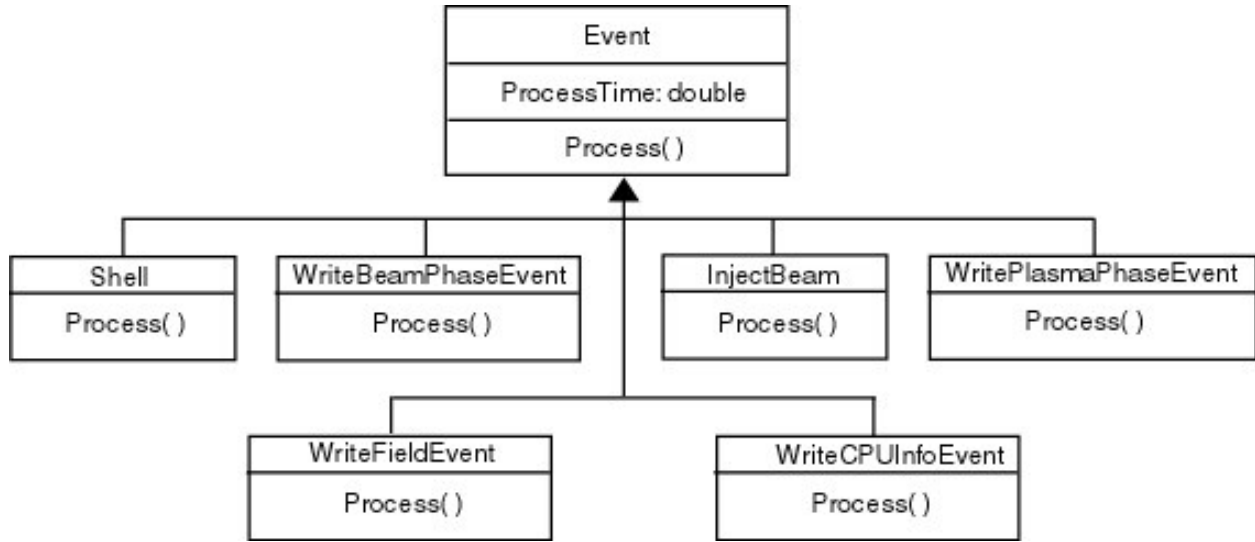 Event
ProcessTime: double
Process( )
Shell
Process( )
WriteBeamPhaseEvent
Process( )
InjectBeam
Process( )
WritePlasmaPhaseEvent
Process( )
WriteFieldEvent
Process( )
WriteCPUInfoEvent
Process( )